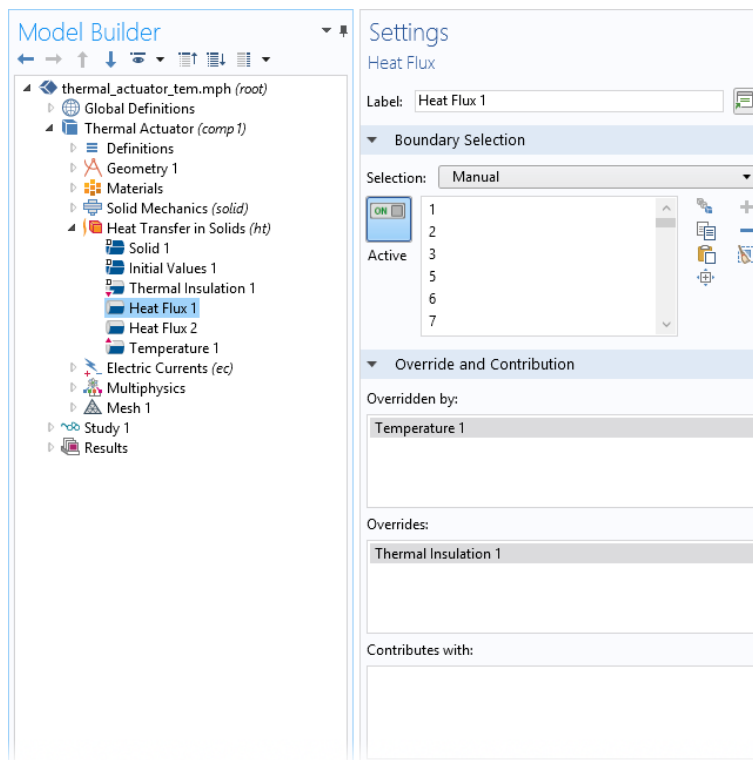 Model Builder
thermal_actuator_tem.mph (root)
Global Definitions
Thermal Actuator (comp1)
Definitions
Geometry 1
Materials
Solid Mechanics (solid)
Heat Transfer in Solids (ht)
Solid 1
Initial Values 1
Thermal Insulation 1
Heat Flux 1
Heat Flux 2
Temperature 1
Electric Currents (ec)
Multiphysics
Mesh 1
Study 1
Results
Settings
Heat Flux
Label: Heat Flux 1
Boundary Selection
Selection: Manual
ON
Active
1
2
3
5
6
7
Override and Contribution
Overridden by:
Temperature 1
Overrides:
Thermal Insulation 1
Contributes with: